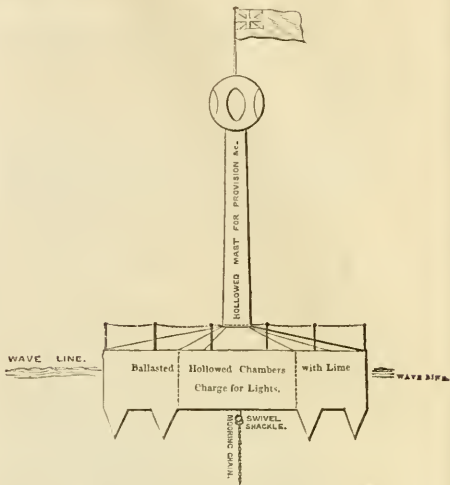 HOLLOWED MAST FOR PROVISION &c.
WAVE LINE.
Ballasted
Hollowed Chambers
Charge for Lights.
with Lime
WAVE LINE.
SWIVEL
SHACKLE.
MOORING CHAIN.